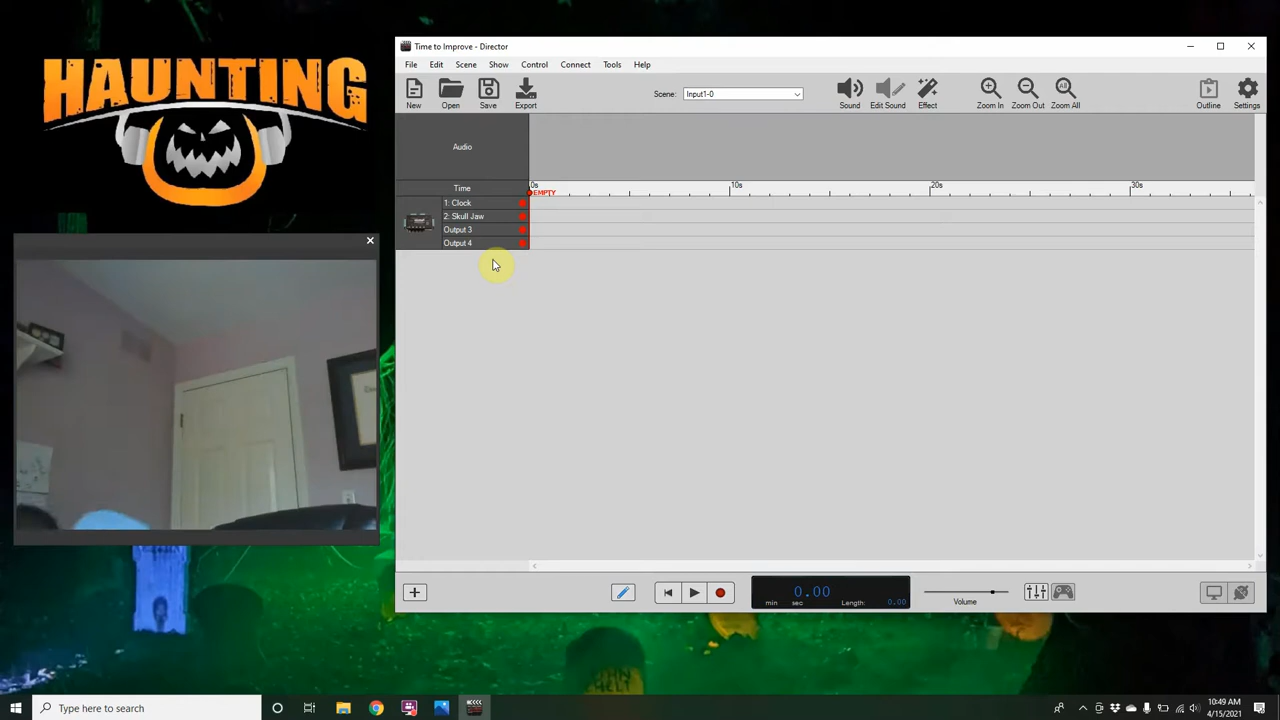 HAUNTING
Time to Improve - Director
File Edit Scene Show Control Connect Tools Help
New Open Save Export Scene: Input1-0 Sound Edit Sound Effect Zoom In Zoom Out Zoom All Outline Settings
Audio
Time 0s 10s 20s 30s
EMPTY
1: Clock
2: Skull Jaw
Output 3
Output 4
0.00
min sec Length: 0.00
Volume
Type here to search
10:49 AM
4/15/2021